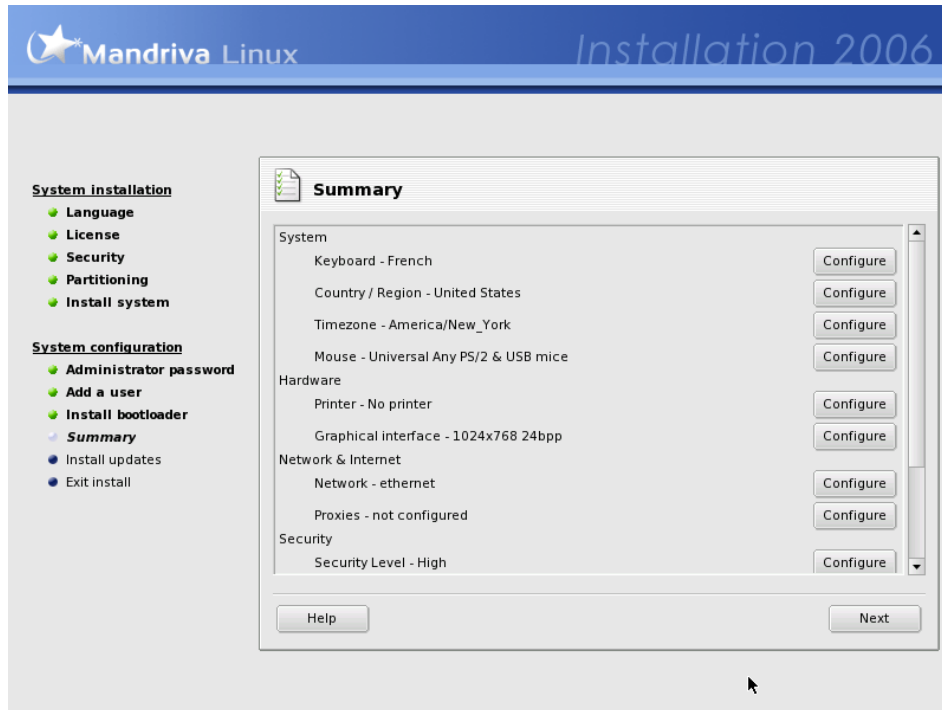 Mandriva Linux
Installation 2006
System installation
Language
License
Security
Partitioning
Install system
System configuration
Administrator password
Add a user
Install bootloader
Summary
Install updates
Exit install
Summary
System
Keyboard - French
Configure
Country / Region - United States
Configure
Timezone - America/New_York
Configure
Mouse - Universal Any PS/2 & USB mice
Configure
Hardware
Printer - No printer
Configure
Graphical interface - 1024x768 24bpp
Configure
Network & Internet
Network - ethernet
Configure
Proxies - not configured
Configure
Security
Security Level - High
Configure
Help
Next